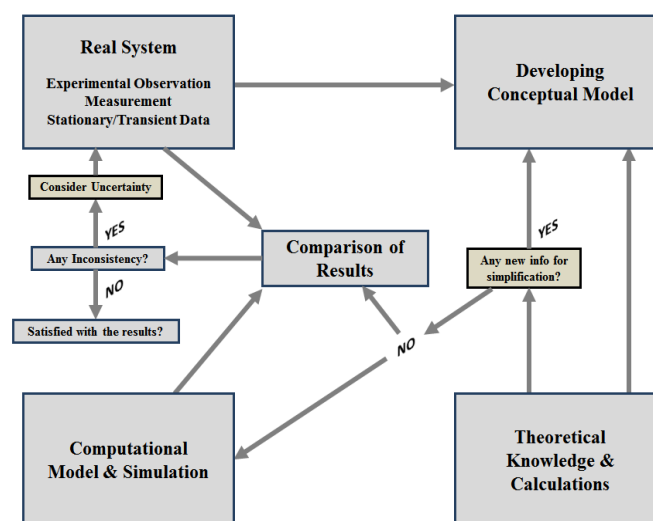 Real System
Experimental Observation
Measurement
Stationary/Transient Data
Developing
Conceptual Model
Consider Uncertainty
YES
Any Inconsistency?
NO
Satisfied with the results?
Comparison of
Results
YES
Any new info for
simplification?
NO
Computational
Model & Simulation
Theoretical
Knowledge &
Calculations